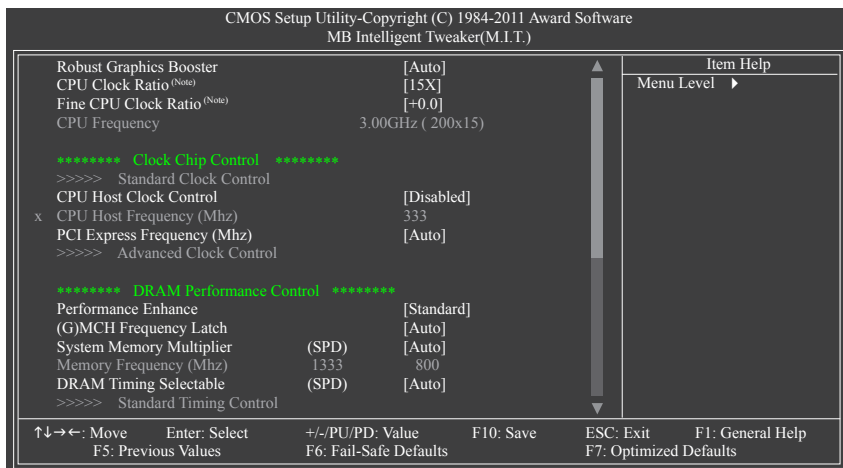 CMOS Setup Utility-Copyright (C) 1984-2011 Award Software
MB Intelligent Tweaker(M.I.T.)
Robust Graphics Booster [Auto]
CPU Clock Ratio (Note) [15X]
Fine CPU Clock Ratio (Note) [+0.0]
CPU Frequency 3.00GHz ( 200x15)
******** Clock Chip Control ********
>>>>> Standard Clock Control
CPU Host Clock Control [Disabled]
x CPU Host Frequency (Mhz) 333
PCI Express Frequency (Mhz) [Auto]
>>>>> Advanced Clock Control
******** DRAM Performance Control ********
Performance Enhance [Standard]
(G)MCH Frequency Latch [Auto]
System Memory Multiplier (SPD) [Auto]
Memory Frequency (Mhz) 1333 800
DRAM Timing Selectable (SPD) [Auto]
>>>>> Standard Timing Control
Item Help
Menu Level
↑↓→←: Move Enter: Select +/-/PU/PD: Value F10: Save ESC: Exit F1: General Help
F5: Previous Values F6: Fail-Safe Defaults F7: Optimized Defaults